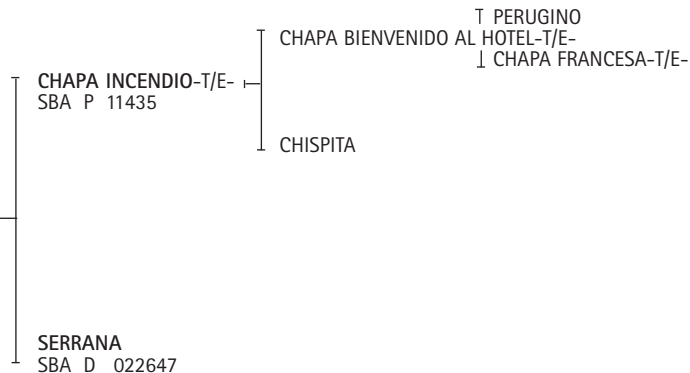 PERUGINO
CHAPA BIENVENIDO AL HOTEL-T/E-
CHAPA FRANCESA-T/E-
CHAPA INCENDIO-T/E-
SBA P 11435
CHISPITA
SERRANA
SBA D 022647